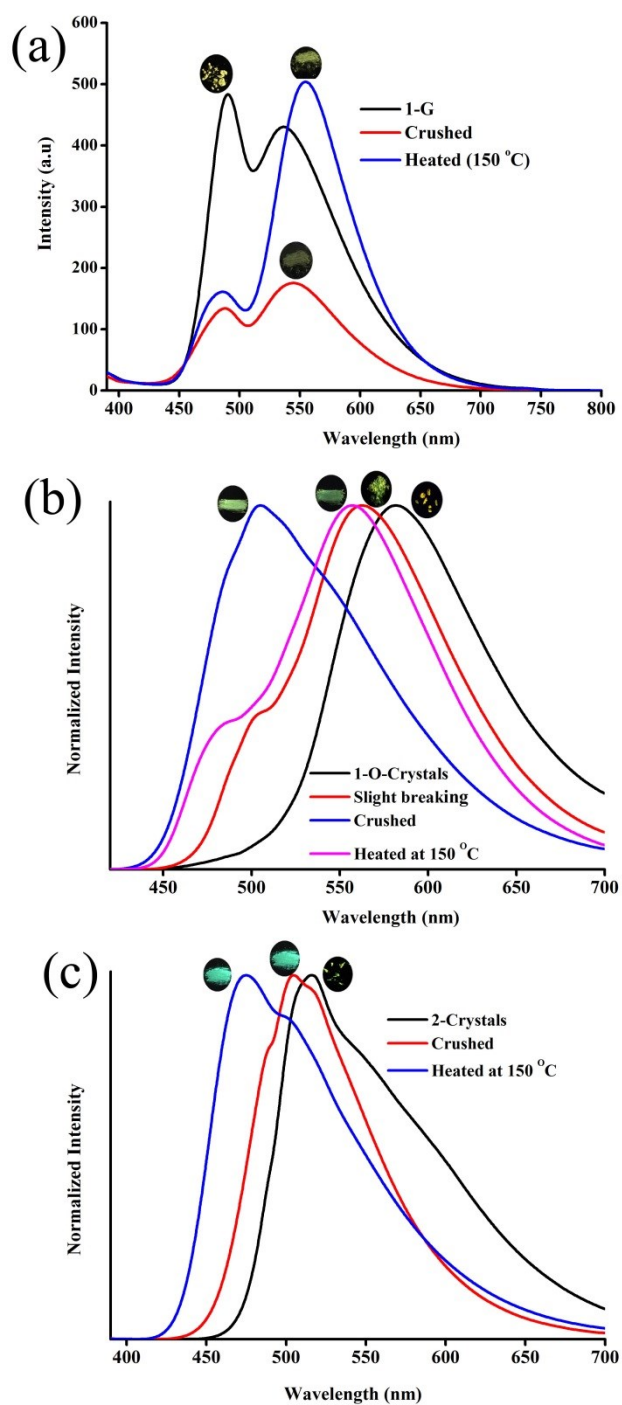 (a)
600
500
400
300
200
100
0
Intensity (a.u)
1-G
Crushed
Heated (150 °C)
400 450 500 550 600 650 700 750 800
Wavelength (nm)
(b)
Normalized Intensity
1-O-Crystals
Slight breaking
Crushed
Heated at 150 °C
450 500 550 600 650 700
Wavelength (nm)
(c)
Normalized Intensity
2-Crystals
Crushed
Heated at 150 °C
400 450 500 550 600 650 700
Wavelength (nm)